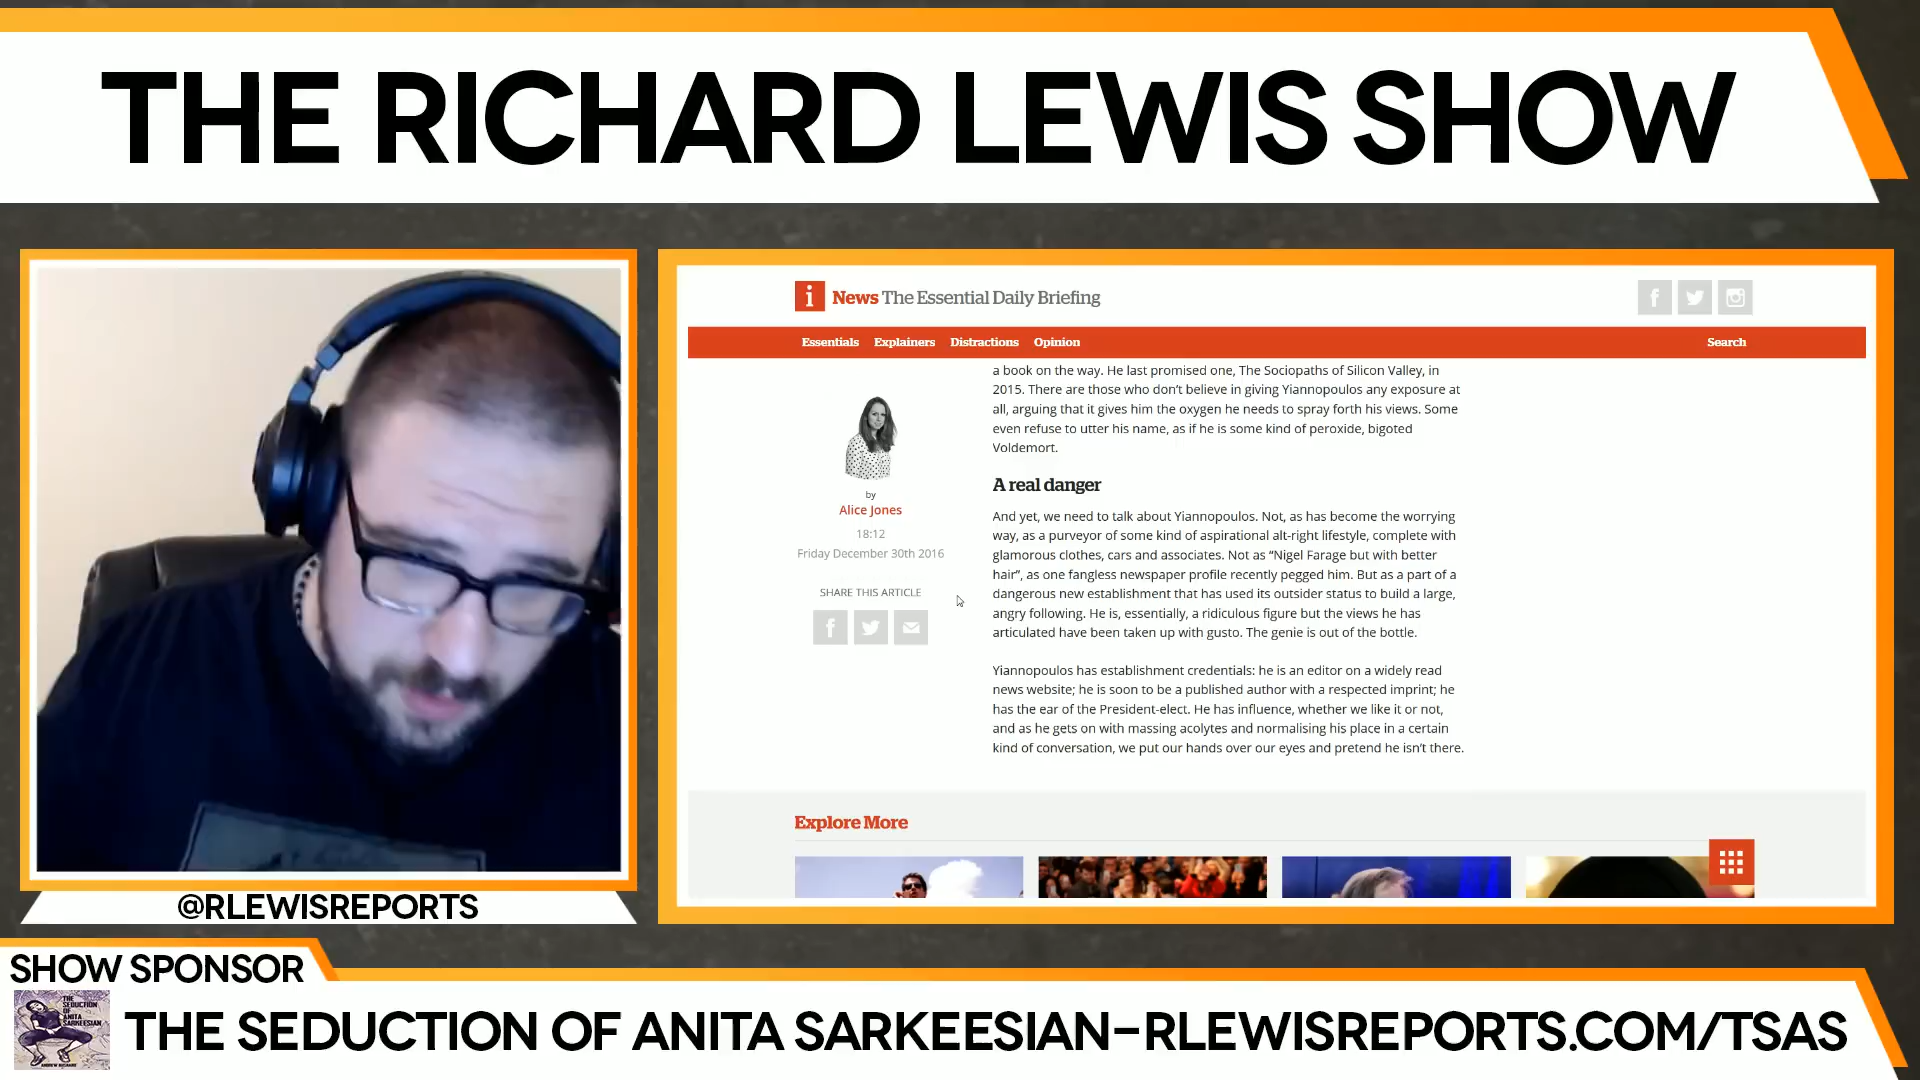 THE RICHARD LEWIS SHOW
i News The Essential Daily Briefing
Essentials Explainers Distractions Opinion Search
a book on the way. He last promised one, The Sociopaths of Silicon Valley, in
2015. There are those who don't believe in giving Yiannopoulos any exposure at
all, arguing that it gives him the oxygen he needs to spray forth his views. Some
even refuse to utter his name, as if he is some kind of peroxide, bigoted
Voldemort.
by
Alice Jones
18:12
Friday December 30th 2016
SHARE THIS ARTICLE
A real danger
And yet, we need to talk about Yiannopoulos. Not, as has become the worrying
way, as a purveyor of some kind of aspirational alt-right lifestyle, complete with
glamorous clothes, cars and associates. Not as “Nigel Farage but with better
hair”, as one fangless newspaper profile recently pegged him. But as a part of a
dangerous new establishment that has used its outsider status to build a large,
angry following. He is, essentially, a ridiculous figure but the views he has
articulated have been taken up with gusto. The genie is out of the bottle.
Yiannopoulos has establishment credentials: he is an editor on a widely read
news website; he is soon to be a published author with a respected imprint; he
has the ear of the President-elect. He has influence, whether we like it or not,
and as he gets on with massing acolytes and normalising his place in a certain
kind of conversation, we put our hands over our eyes and pretend he isn't there.
Explore More
@RLEWISREPORTS
SHOW SPONSOR
THE
SEDUCTION
OF
ANITA
SARKEESIAN
THE SEDUCTION OF ANITA SARKEESIAN-RLEWISREPORTS.COM/TSAS